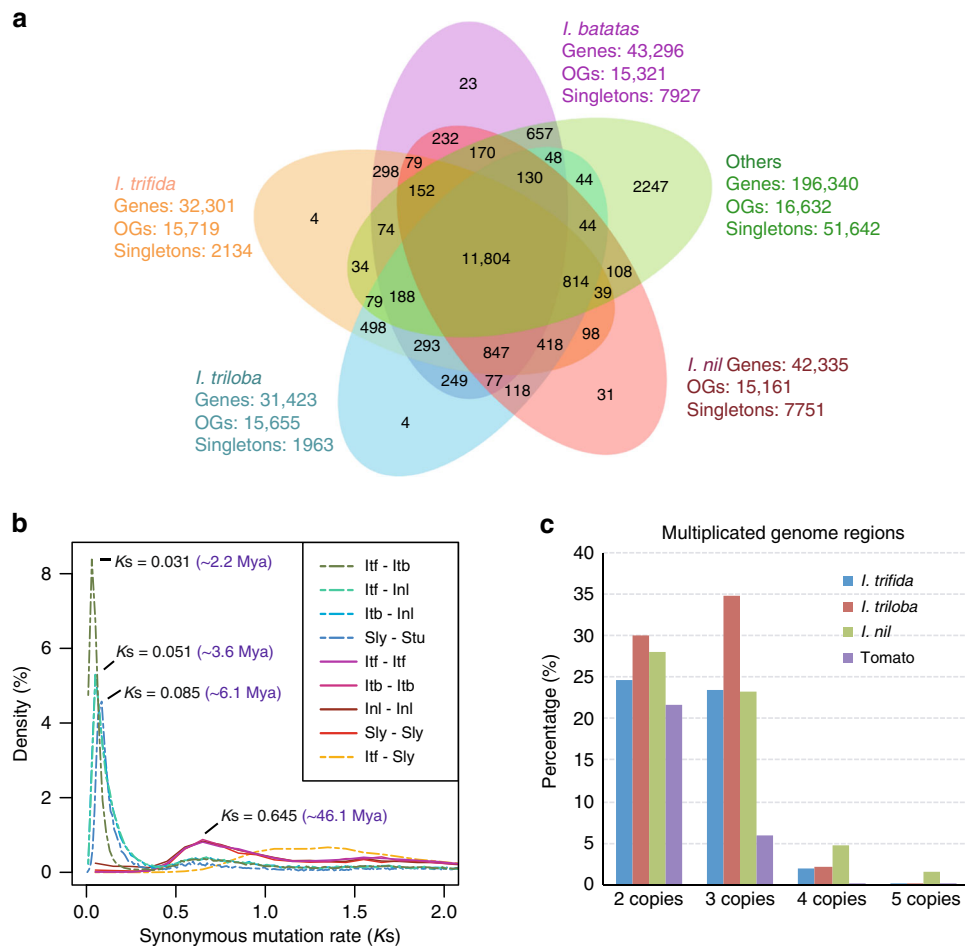 a
I. batatas
Genes: 43,296
OGs: 15,321
Singletons: 7927
Others
Genes: 196,340
OGs: 16,632
Singletons: 51,642
I. trifida
Genes: 32,301
OGs: 15,719
Singletons: 2134
I. triloba
Genes: 31,423
OGs: 15,655
Singletons: 1963
I. nil Genes: 42,335
OGs: 15,161
Singletons: 7751
23
232
657
170
48
298
79
152
130
44
2247
4
74
44
11,804
34
108
814
39
79
188
498
98
293
418
847
249
77
118
31
4
b
Density (%)
8
6
4
2
0
Ks = 0.031 (~2.2 Mya)
Ks = 0.051 (~3.6 Mya)
Ks = 0.085 (~6.1 Mya)
Ks = 0.645 (~46.1 Mya)
Itf - Itb
Itf - Inl
Itb - Inl
Sly - Stu
Itf - Itf
Itb - Itb
Inl - Inl
Sly - Sly
Itf - Sly
0.0 0.5 1.0 1.5 2.0
Synonymous mutation rate (Ks)
c
Multiplicated genome regions
Percentatge (%)
40
35
30
25
20
15
10
5
0
I. trifida
I. triloba
I. nil
Tomato
2 copies 3 copies 4 copies 5 copies